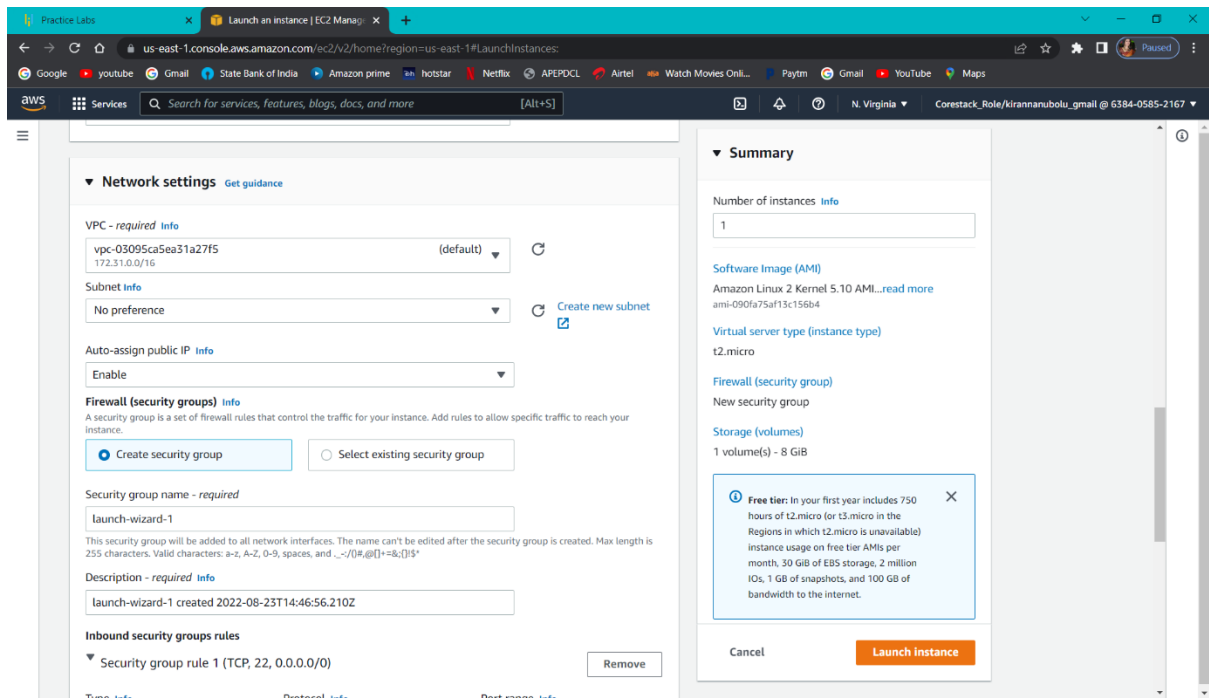 Practice Labs
Launch an instance | EC2 Manag
us-east-1.console.aws.amazon.com/ec2/v2/home?region=us-east-1#LaunchInstances:
Paused
Google youtube Gmail State Bank of India Amazon prime hotstar Netflix APEPDCL Airtel Watch Movies Onli... Paytm Gmail YouTube Maps
aws Services Search for services, features, blogs, docs, and more [Alt+S] N. Virginia Corestack_Role/kirannanubolu_gmail @ 6384-0585-2167
Network settings Get guidance
VPC - required Info
vpc-03095ca5ea31a27f5 (default)
172.31.0.0/16
Subnet Info
No preference
Create new subnet
Auto-assign public IP Info
Enable
Firewall (security groups) Info
A security group is a set of firewall rules that control the traffic for your instance. Add rules to allow specific traffic to reach your
instance.
Create security group
Select existing security group
Security group name - required
launch-wizard-1
This security group will be added to all network interfaces. The name can't be edited after the security group is created. Max length is
255 characters. Valid characters: a-z, A-Z, 0-9, spaces, and ._-:/()#,@[]+=&;{}!$*
Description - required Info
launch-wizard-1 created 2022-08-23T14:46:56.210Z
Inbound security groups rules
Security group rule 1 (TCP, 22, 0.0.0.0/0)
Remove
Type Info Protocol Info Port range Info
Summary
Number of instances Info
1
Software Image (AMI)
Amazon Linux 2 Kernel 5.10 AMI...read more
ami-090fa75af13c156b4
Virtual server type (instance type)
t2.micro
Firewall (security group)
New security group
Storage (volumes)
1 volume(s) - 8 GiB
Free tier: In your first year includes 750
hours of t2.micro (or t3.micro in the
Regions in which t2.micro is unavailable)
instance usage on free tier AMIs per
month, 30 GiB of EBS storage, 2 million
IOs, 1 GB of snapshots, and 100 GB of
bandwidth to the internet.
Cancel
Launch instance